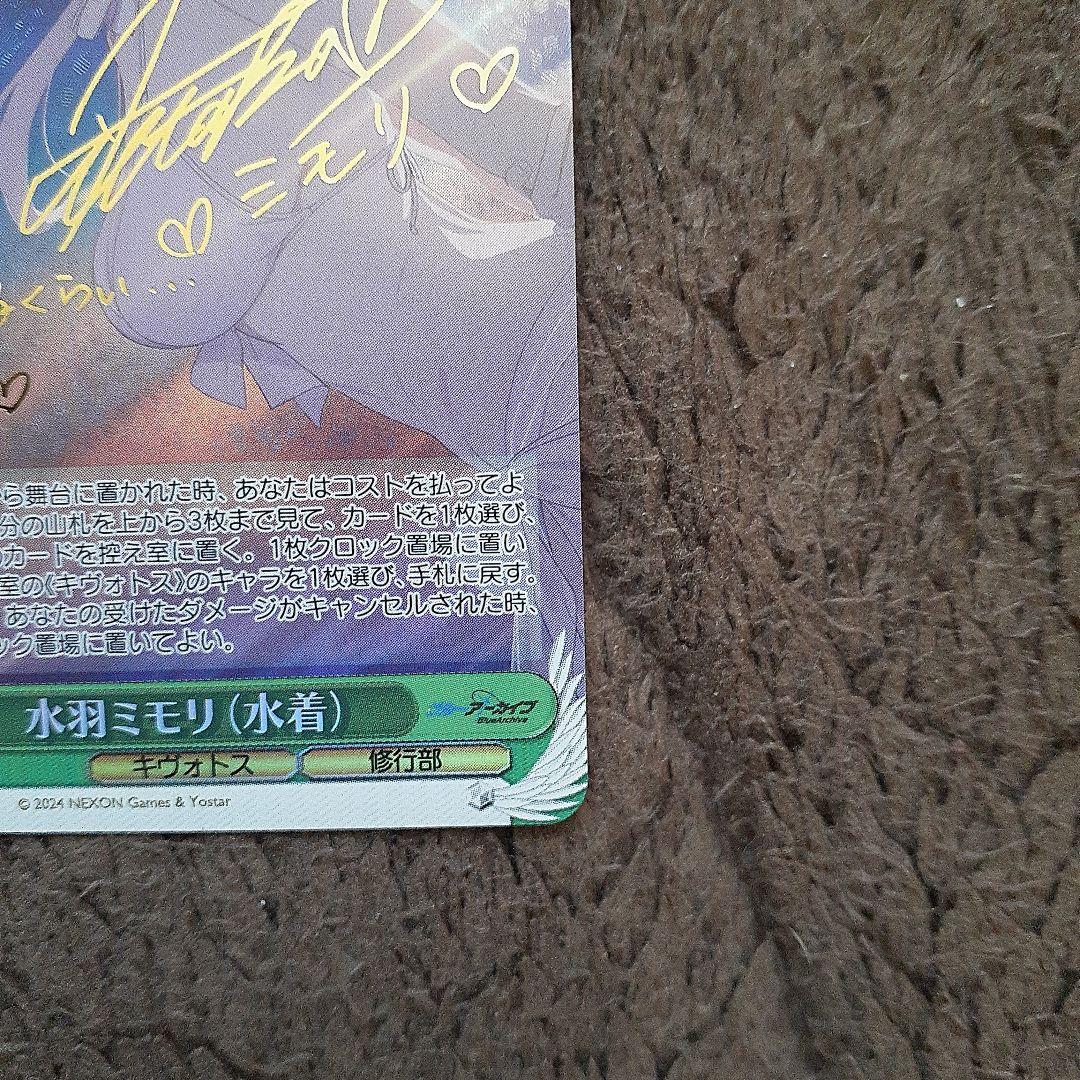 ミモリ
くらい...
ら舞台に置かれた時、あなたはコストを払ってよ
分の山札を上から3枚まで見て、カードを1枚選び、
カードを控え室に置く。1枚クロック置場に置い
室の《キヴォトス》のキャラを1枚選び、手札に戻す。
あなたの受けたダメージがキャンセルされた時、
ック置場に置いてよい。
水羽ミモリ（水着） ブルーアーカイブ
BlueArchive
キヴォトス 修行部
© 2024 NEXON Games & Yostar